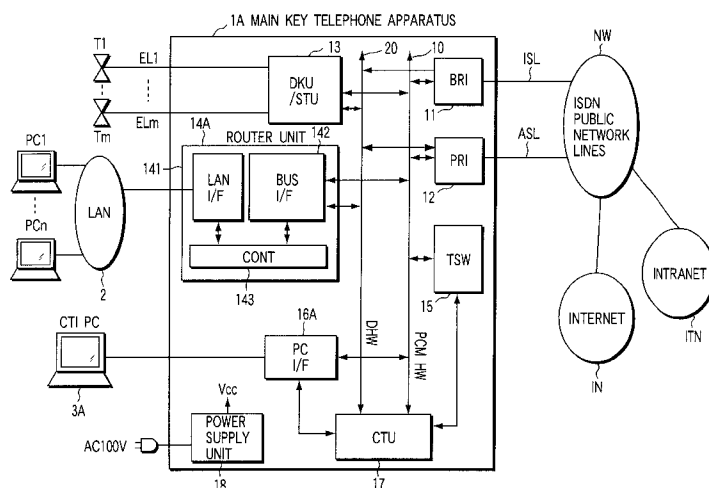 1A MAIN KEY TELEPHONE APPARATUS
T1
EL1
13
20
10
NW
DKU
/STU
BRI
11
ISL
ISDN
PUBLIC
NETWORK
LINES
Tm
ELm
14A
ROUTER UNIT
142
141
PC1
LAN
I/F
BUS
I/F
PRI
12
ASL
LAN
PCn
2
CONT
143
TSW
15
INTRANET
ITN
INTERNET
IN
CTI PC
3A
16A
PC
I/F
DHW
PCM HW
Vcc
AC100V
POWER
SUPPLY
UNIT
18
CTU
17